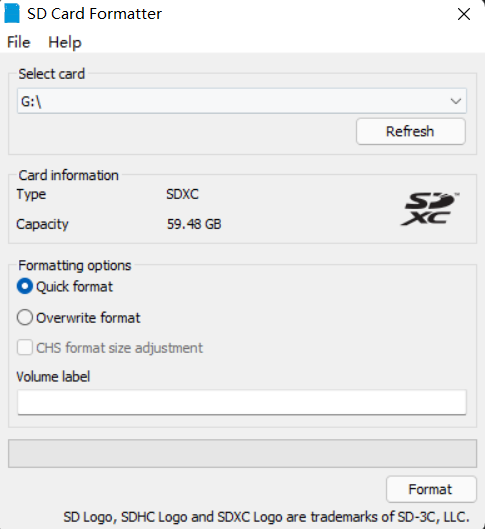 SD Card Formatter
File Help
Select card
G:\
Refresh
Card information
Type SDXC
Capacity 59.48 GB
SD XC™
Formatting options
Quick format
Overwrite format
CHS format size adjustment
Volume label
Format
SD Logo, SDHC Logo and SDXC Logo are trademarks of SD-3C, LLC.